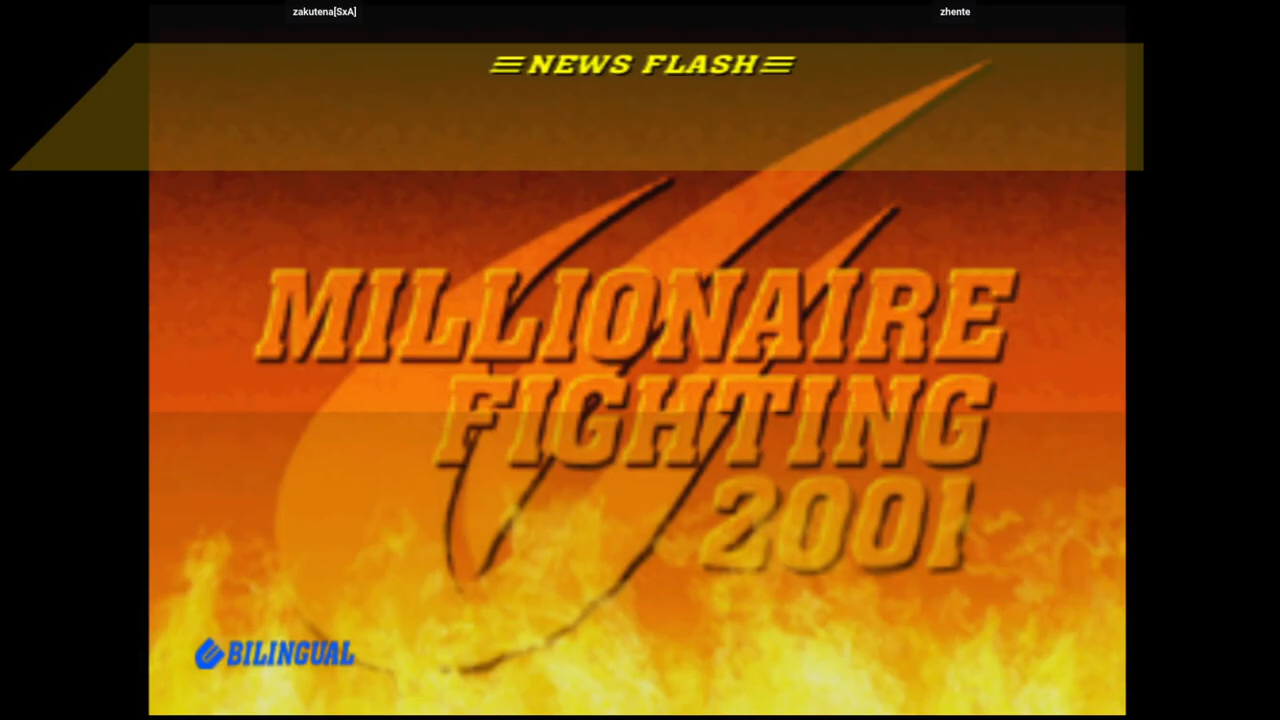 zakutena[SxA]
zhente
NEWS FLASH
MILLIONAIRE
FIGHTING
2001
BILINGUAL